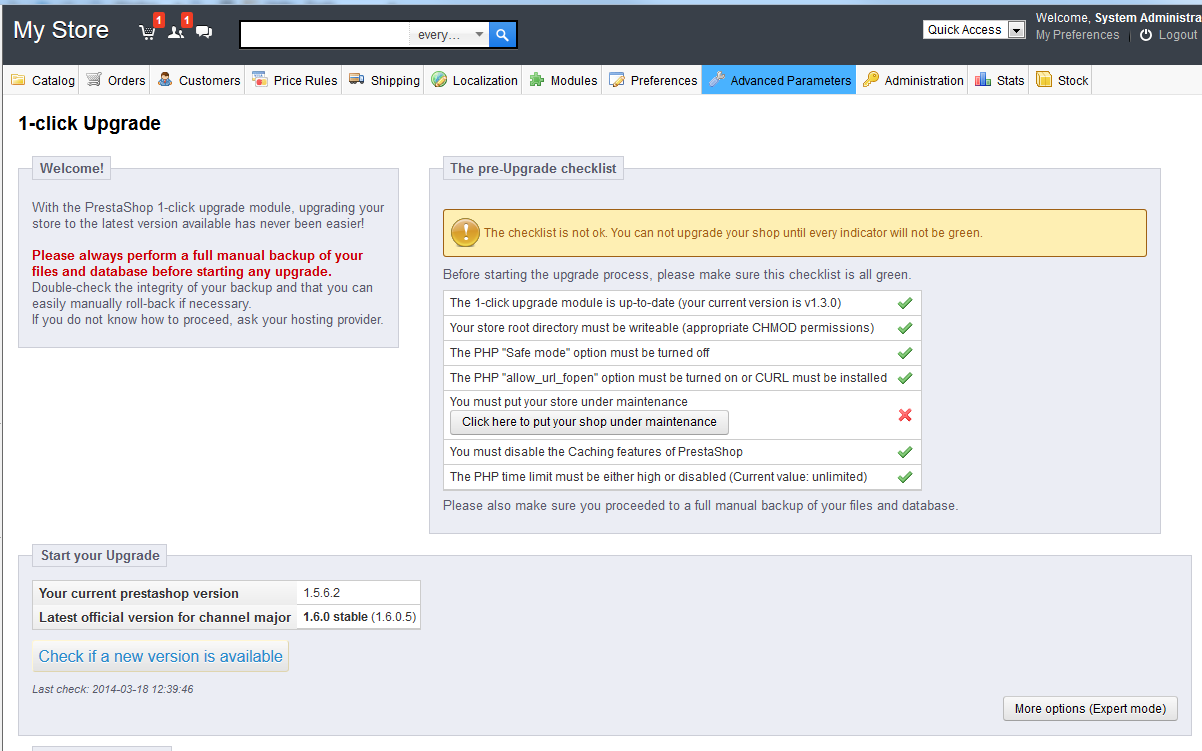 My Store
1
1
every...
Quick Access
Welcome, System Administra
My Preferences
Logout
Catalog
Orders
Customers
Price Rules
Shipping
Localization
Modules
Preferences
Advanced Parameters
Administration
Stats
Stock
1-click Upgrade
Welcome!
With the PrestaShop 1-click upgrade module, upgrading your
store to the latest version available has never been easier!
Please always perform a full manual backup of your
files and database before starting any upgrade.
Double-check the integrity of your backup and that you can
easily manually roll-back if necessary.
If you do not know how to proceed, ask your hosting provider.
The pre-Upgrade checklist
The checklist is not ok. You can not upgrade your shop until every indicator will not be green.
Before starting the upgrade process, please make sure this checklist is all green.
The 1-click upgrade module is up-to-date (your current version is v1.3.0)
Your store root directory must be writeable (appropriate CHMOD permissions)
The PHP "Safe mode" option must be turned off
The PHP "allow_url_fopen" option must be turned on or CURL must be installed
You must put your store under maintenance
Click here to put your shop under maintenance
You must disable the Caching features of PrestaShop
The PHP time limit must be either high or disabled (Current value: unlimited)
Please also make sure you proceeded to a full manual backup of your files and database.
Start your Upgrade
Your current prestashop version 1.5.6.2
Latest official version for channel major 1.6.0 stable (1.6.0.5)
Check if a new version is available
Last check: 2014-03-18 12:39:46
More options (Expert mode)